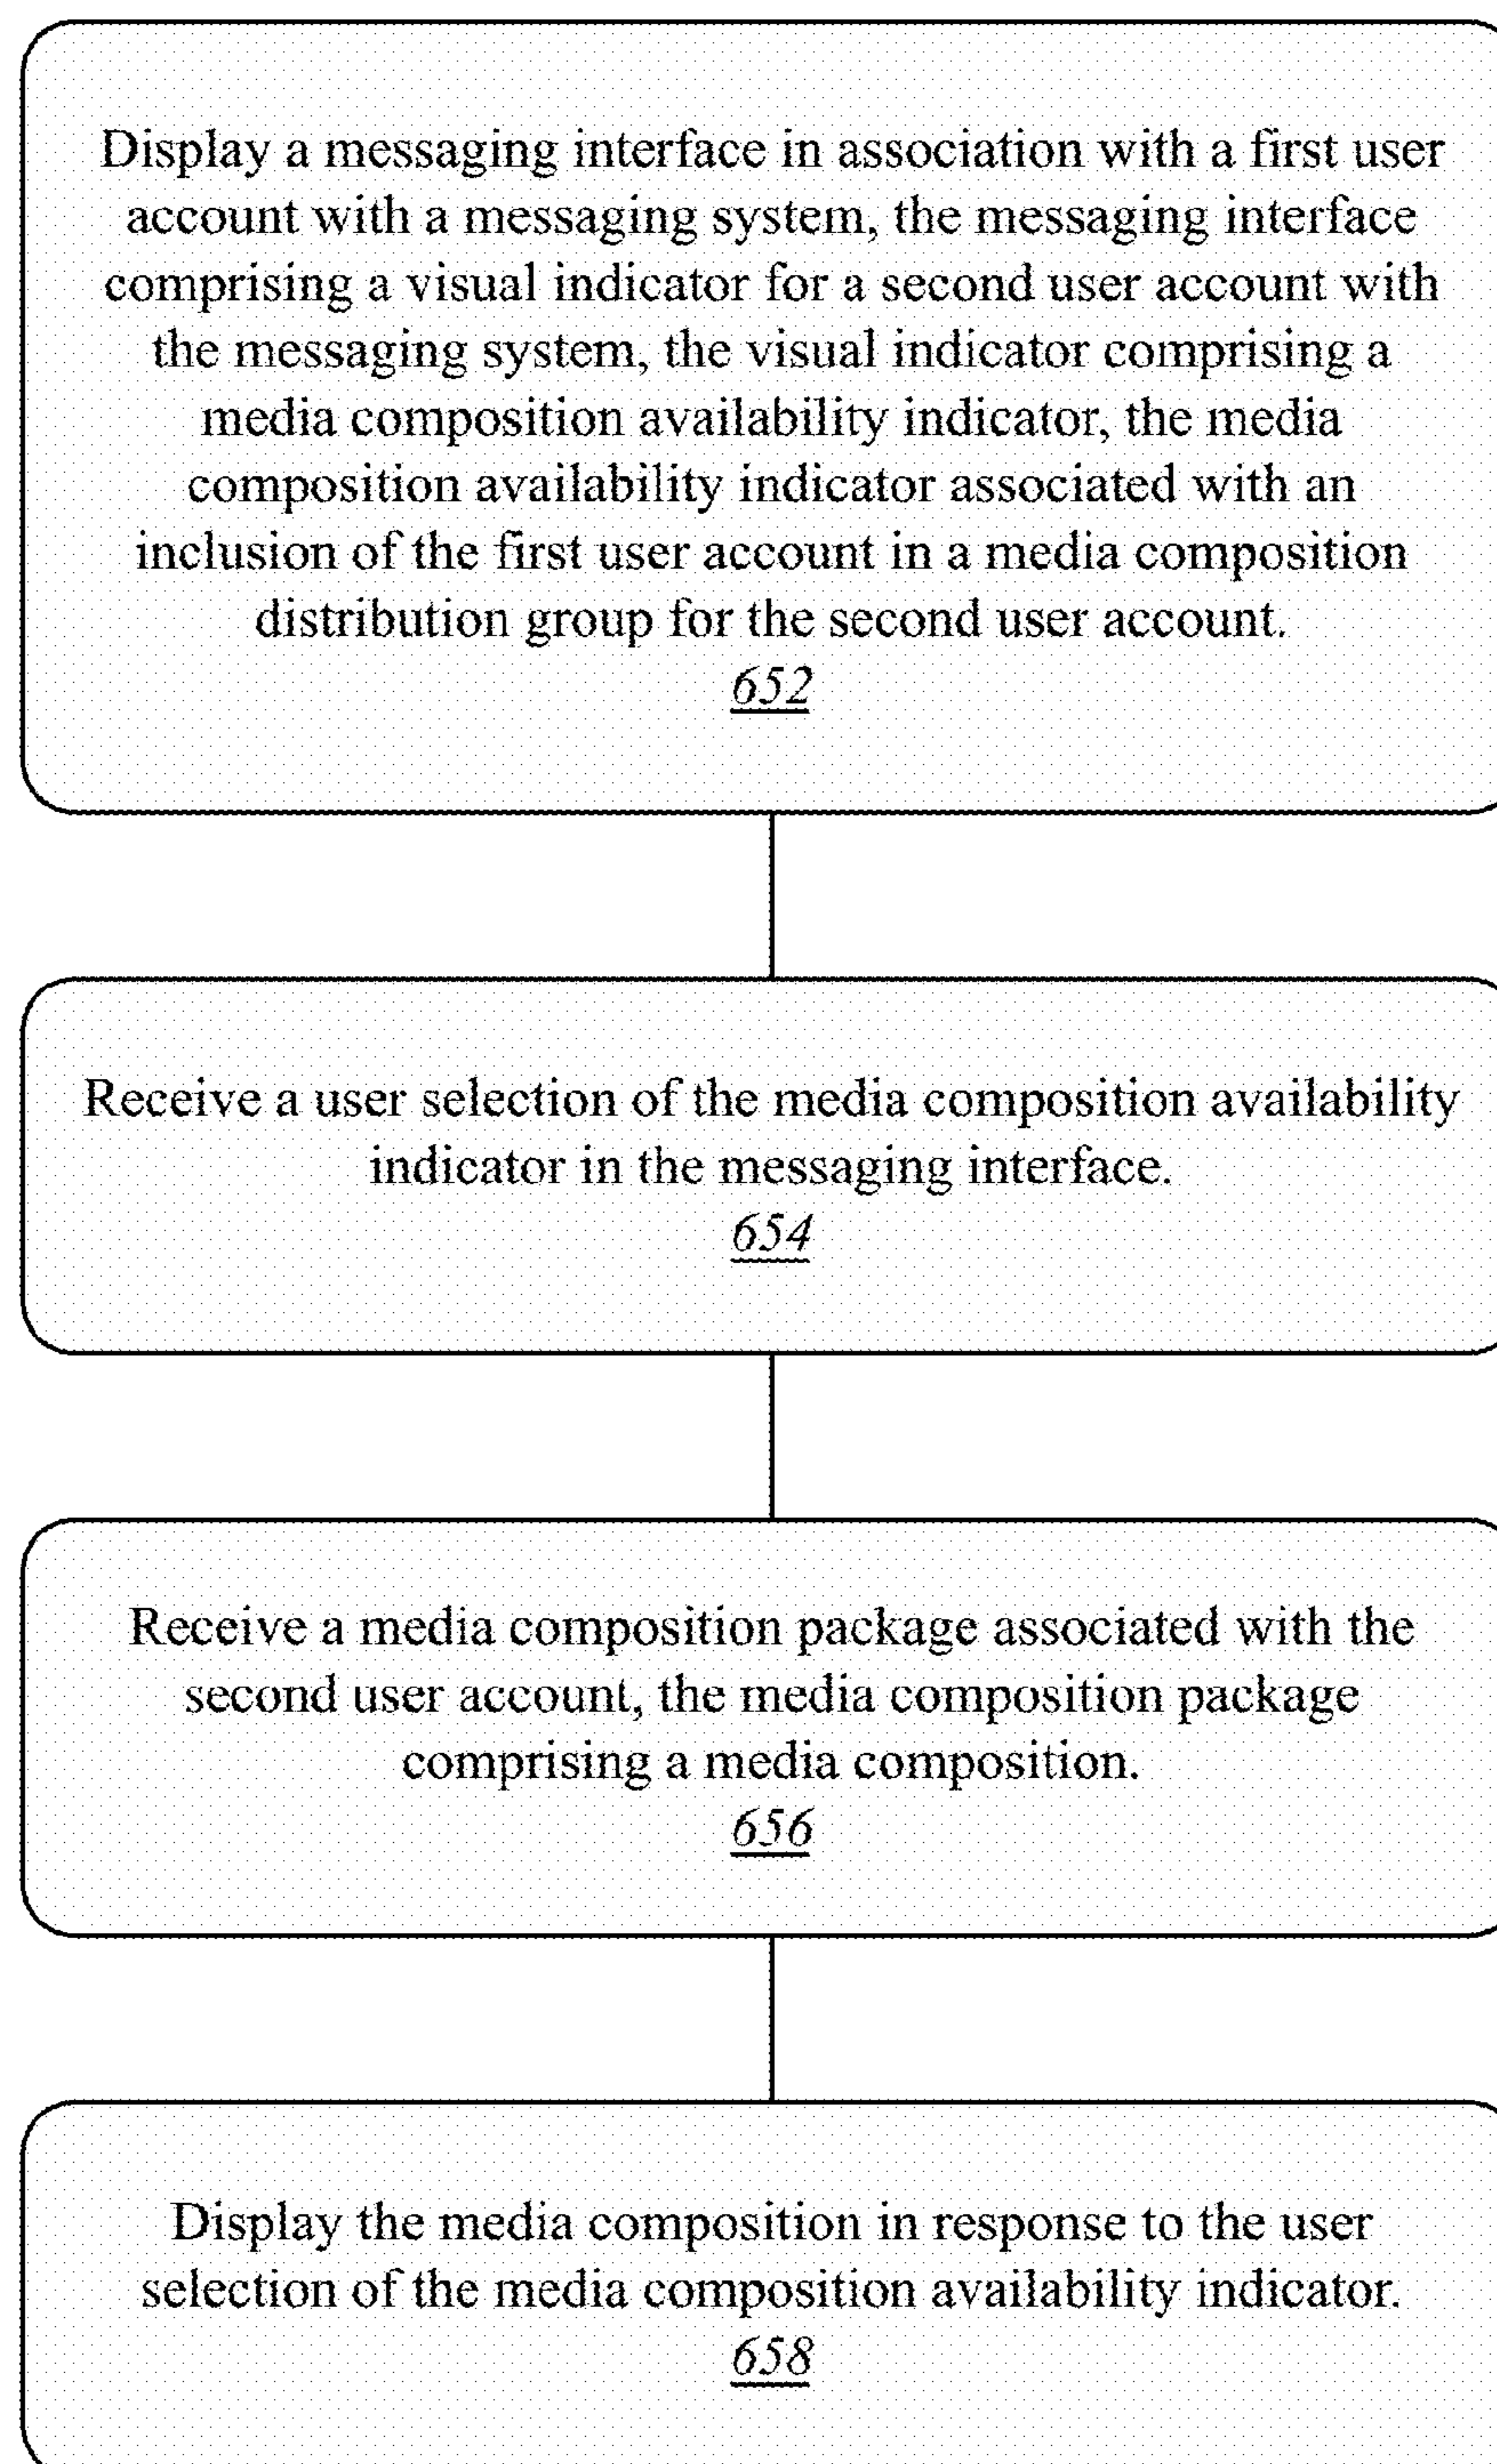 Display a messaging interface in association with a first user
account with a messaging system, the messaging interface
comprising a visual indicator for a second user account with
the messaging system, the visual indicator comprising a
media composition availability indicator, the media
composition availability indicator associated with an
inclusion of the first user account in a media composition
distribution group for the second user account.
652
Receive a user selection of the media composition availability
indicator in the messaging interface.
654
Receive a media composition package associated with the
second user account, the media composition package
comprising a media composition.
656
Display the media composition in response to the user
selection of the media composition availability indicator.
658